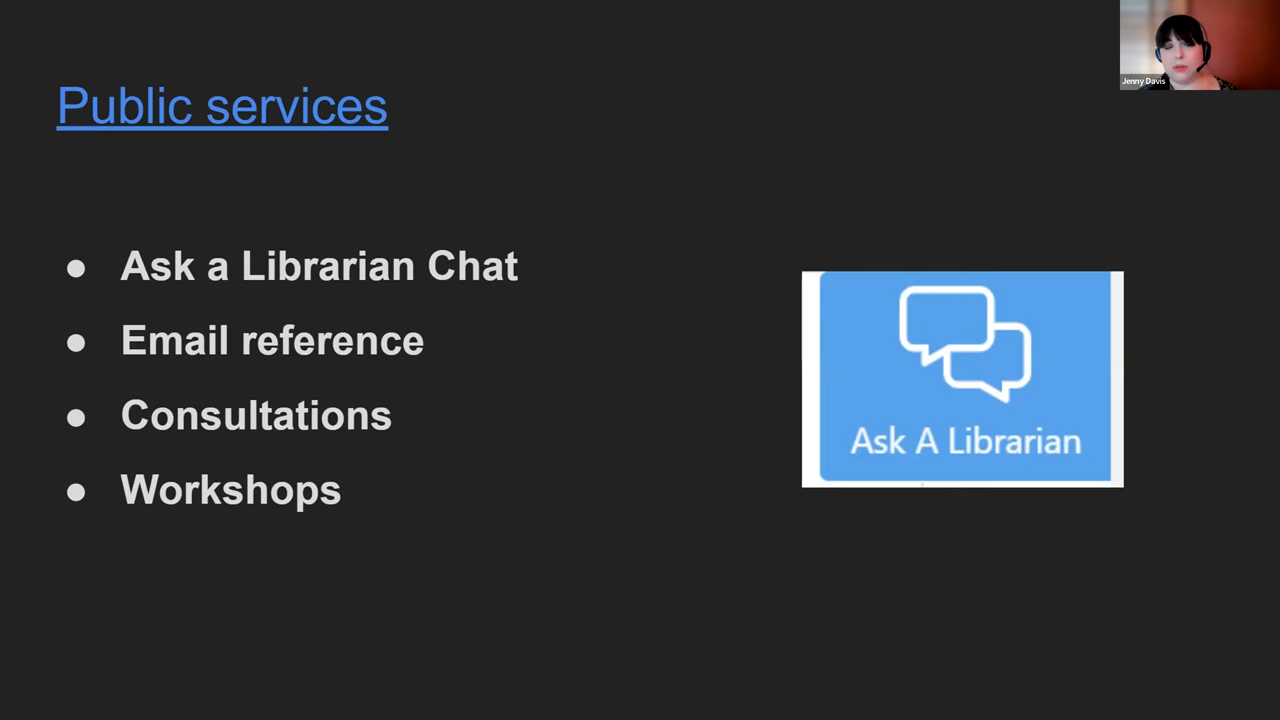 Public services
● Ask a Librarian Chat
● Email reference
● Consultations
● Workshops
Ask A Librarian
Jenny Davis